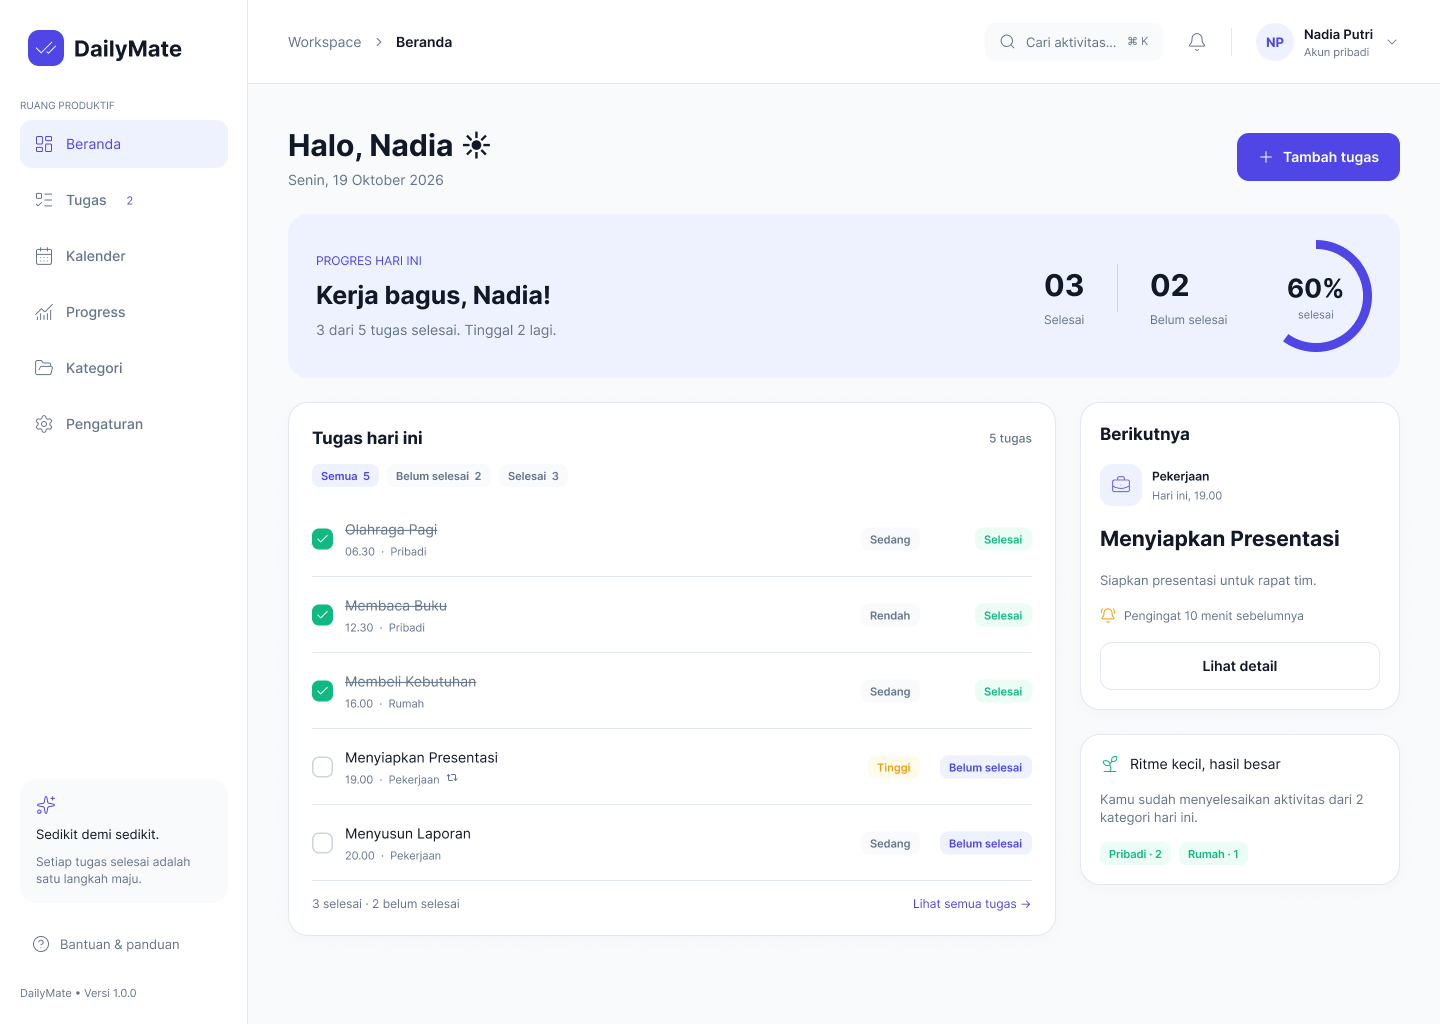 DailyMate
RUANG PRODUKTIF
Beranda
Tugas 2
Kalender
Progress
Kategori
Pengaturan
Sedikit demi sedikit.
Setiap tugas selesai adalah
satu langkah maju.
Bantuan & panduan
DailyMate • Versi 1.0.0
Workspace > Beranda
Cari aktivitas... ⌘ K
NP
Nadia Putri
Akun pribadi
Halo, Nadia ☀
Senin, 19 Oktober 2026
+ Tambah tugas
PROGRES HARI INI
Kerja bagus, Nadia!
3 dari 5 tugas selesai. Tinggal 2 lagi.
03
Selesai
02
Belum selesai
60%
selesai
Tugas hari ini
5 tugas
Semua 5 Belum selesai 2 Selesai 3
Olahraga Pagi
06.30 · Pribadi
Sedang Selesai
Membaca Buku
12.30 · Pribadi
Rendah Selesai
Membeli Kebutuhan
16.00 · Rumah
Sedang Selesai
Menyiapkan Presentasi
19.00 · Pekerjaan
Tinggi Belum selesai
Menyusun Laporan
20.00 · Pekerjaan
Sedang Belum selesai
3 selesai · 2 belum selesai
Lihat semua tugas →
Berikutnya
Pekerjaan
Hari ini, 19.00
Menyiapkan Presentasi
Siapkan presentasi untuk rapat tim.
Pengingat 10 menit sebelumnya
Lihat detail
Ritme kecil, hasil besar
Kamu sudah menyelesaikan aktivitas dari 2
kategori hari ini.
Pribadi · 2 Rumah · 1